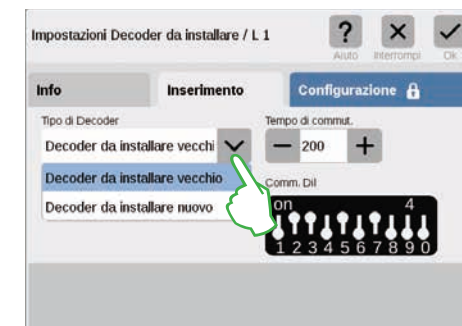 Impostazioni Decoder da installare / L 1
?
Aiuto
Interrompi
Ok
Info
Inserimento
Configurazione
Tipo di Decoder
Tempo di commut.
Decoder da installare vecchi
200
Decoder da installare vecchio
Comm. Dil
Decoder da installare nuovo
on 4
1 2 3 4 5 6 7 8 9 0